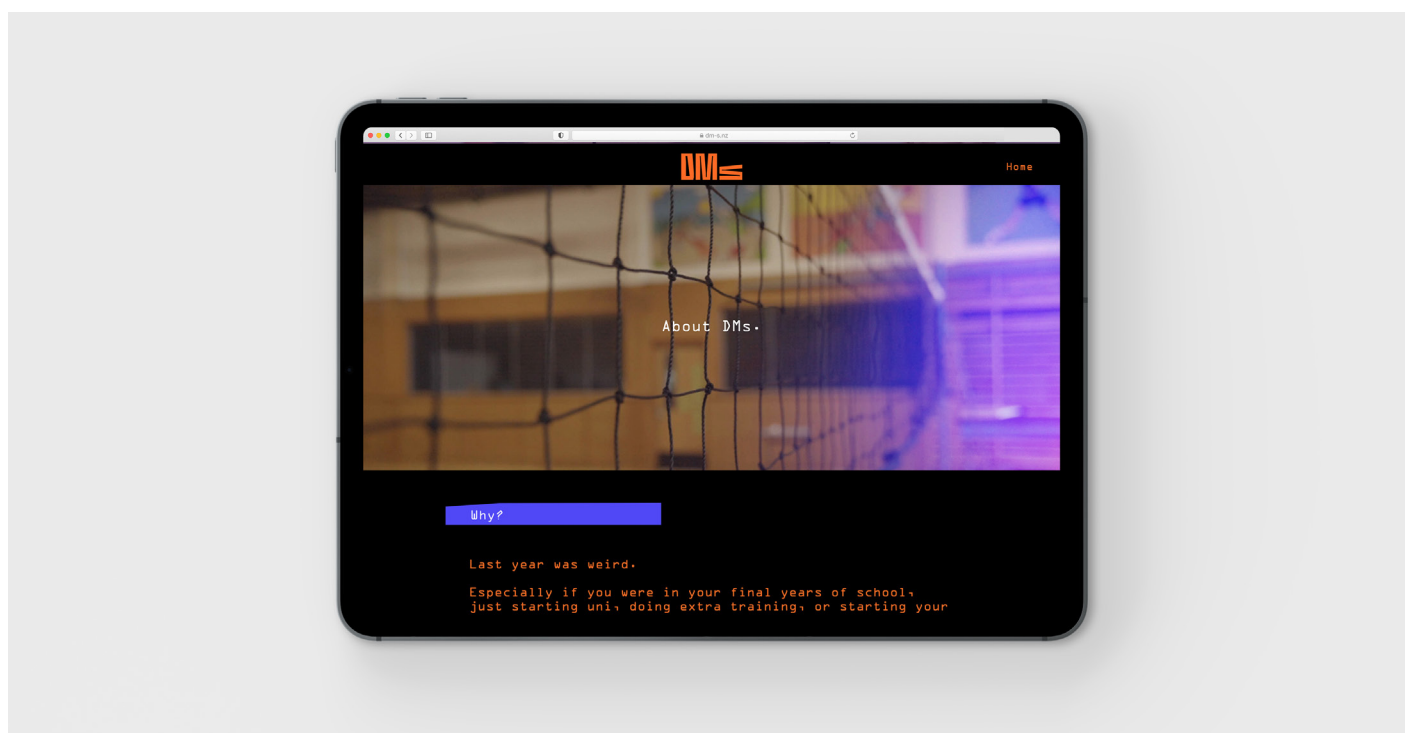 dm-s.nz
DMs
Home
About DMs.
Why?
Last year was weird.
Especially if you were in your final years of school,
just starting uni, doing extra training, or starting your